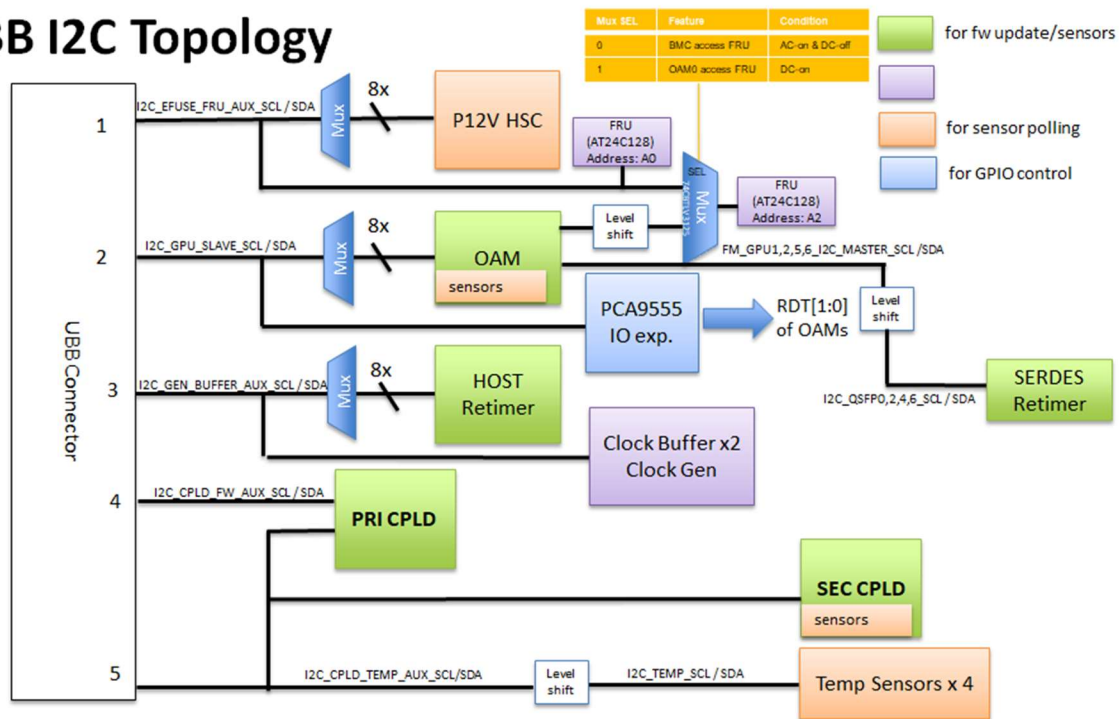 BB I2C Topology
Mux SEL Feature Condition
0 BMC access FRU AC-on & DC-off
1 OAM0 access FRU DC-on
for fw update/sensors
for sensor polling
for GPIO control
UBB Connector
1
I2C_EFUSE_FRU_AUX_SCL / SDA
Mux
8x
P12V HSC
FRU
(AT24C128)
Address: A0
SEL
Mux
FRU
(AT24C128)
Address: A2
2
I2C_GPU_SLAVE_SCL / SDA
Mux
8x
OAM
sensors
Level
shift
FM_GPU1,2,5,6_I2C_MASTER_SCL /SDA
PCA9555
IO exp.
RDT[1:0]
of OAMs
Level
shift
3
I2C_GEN_BUFFER_AUX_SCL / SDA
Mux
8x
HOST
Retimer
I2C_QSFP0,2,4,6_SCL / SDA
SERDES
Retimer
Clock Buffer x2
Clock Gen
4
I2C_CPLD_FW_AUX_SCL / SDA
PRI CPLD
SEC CPLD
sensors
5
I2C_CPLD_TEMP_AUX_SCL/SDA
Level
shift
I2C_TEMP_SCL / SDA
Temp Sensors x 4